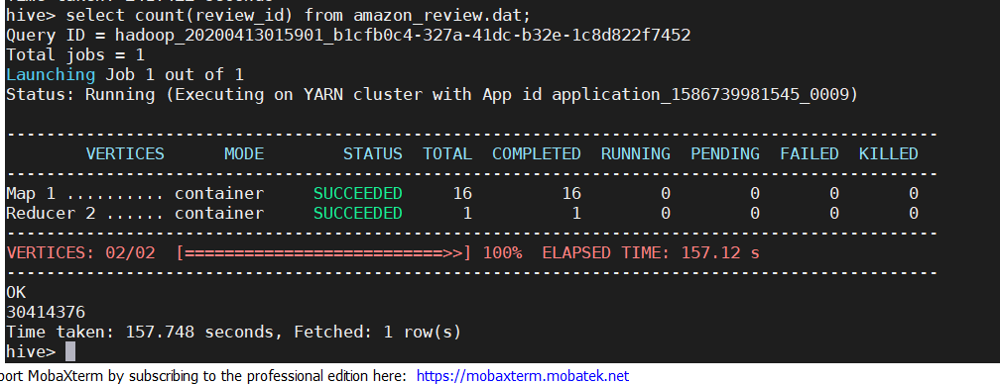 hive> select count(review_id) from amazon_review.dat;
Query ID = hadoop_20200413015901_b1cfb0c4-327a-41dc-b32e-1c8d822f7452
Total jobs = 1
Launching Job 1 out of 1
Status: Running (Executing on YARN cluster with App id application_1586739981545_0009)
----------------------------------------------------------------------------------------------
VERTICES MODE STATUS TOTAL COMPLETED RUNNING PENDING FAILED KILLED
----------------------------------------------------------------------------------------------
Map 1 .......... container SUCCEEDED 16 16 0 0 0 0
Reducer 2 ...... container SUCCEEDED 1 1 0 0 0 0
----------------------------------------------------------------------------------------------
VERTICES: 02/02 [==========================>>] 100% ELAPSED TIME: 157.12 s
----------------------------------------------------------------------------------------------
OK
30414376
Time taken: 157.748 seconds, Fetched: 1 row(s)
hive>
port MobaXterm by subscribing to the professional edition here: https://mobaxterm.mobatek.net